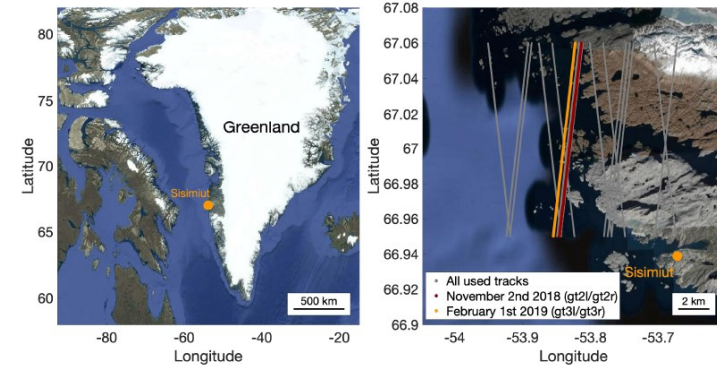 80
75
70
65
60
Latitude
Greenland
Sisimiut
500 km
-80
-60
-40
-20
Longitude
67.08
67.06
67.04
67.02
67
66.98
66.96
66.94
66.92
66.9
Latitude
Sisimiut
All used tracks
November 2nd 2018 (gt2l/gt2r)
February 1st 2019 (gt3l/gt3r)
2 km
-54
-53.9
-53.8
-53.7
Longitude